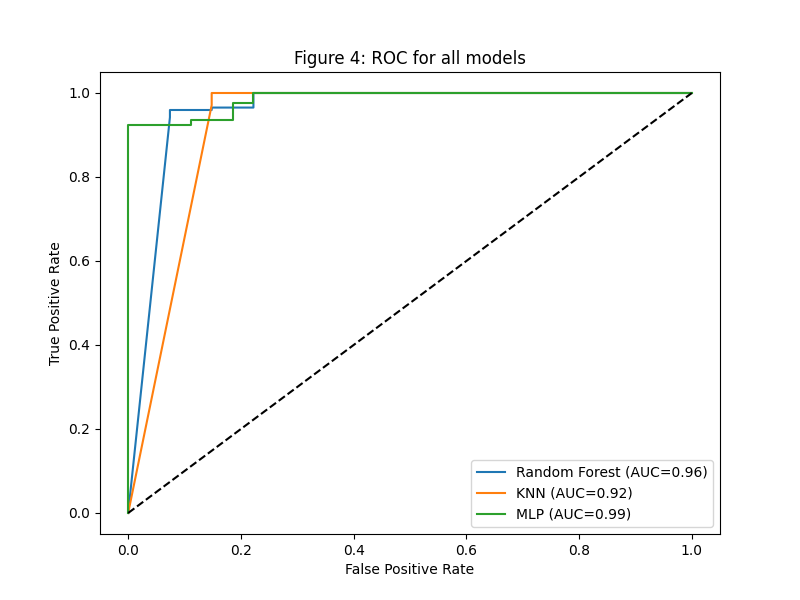 Figure 4: ROC for all models
True Positive Rate
1.0
0.8
0.6
0.4
0.2
0.0
0.0 0.2 0.4 0.6 0.8 1.0
False Positive Rate
Random Forest (AUC=0.96)
KNN (AUC=0.92)
MLP (AUC=0.99)